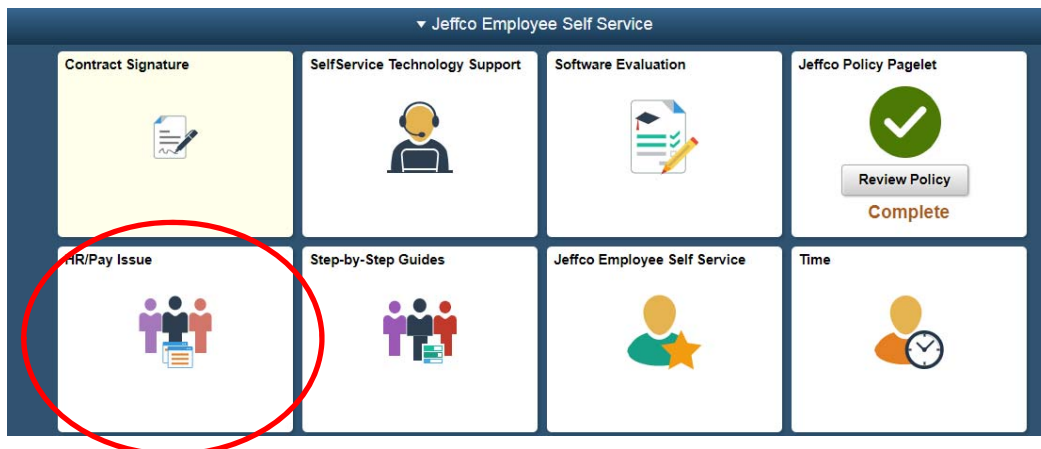 Jeffco Employee Self Service
Contract Signature
SelfService Technology Support
Software Evaluation
Jeffco Policy Pagelet
Review Policy
Complete
HR/Pay Issue
Step-by-Step Guides
Jeffco Employee Self Service
Time